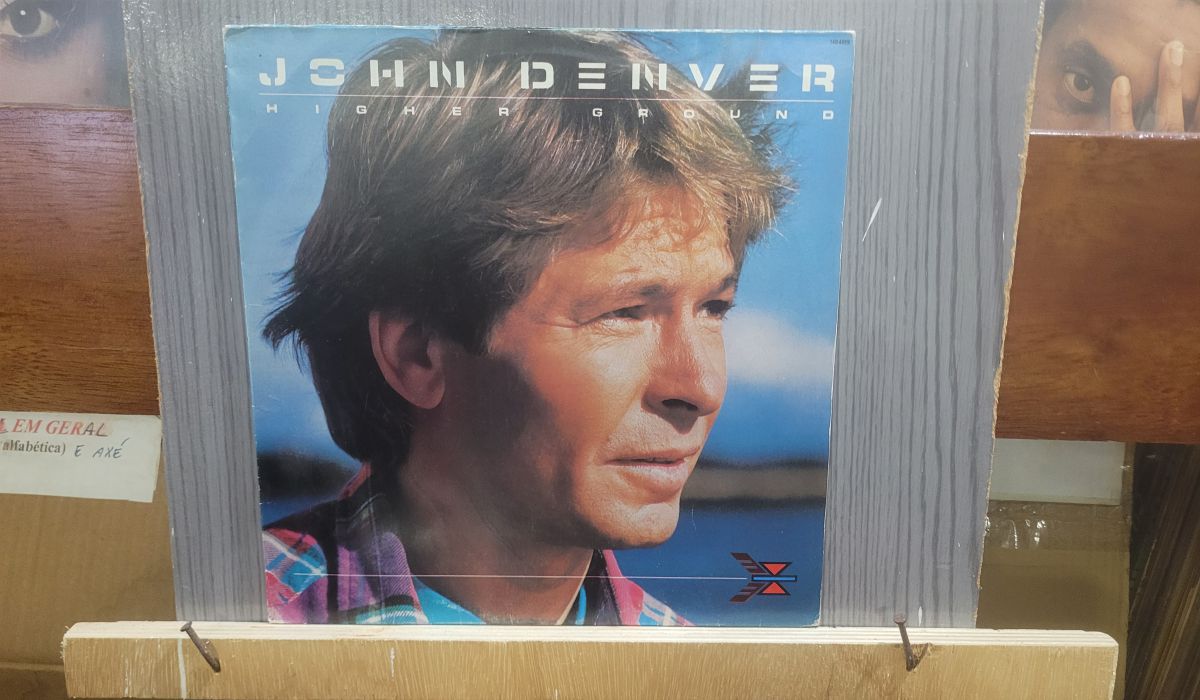 JOHN DENVER
HIGHER GROUND
EM GERAL
alfabética) E AXÉ